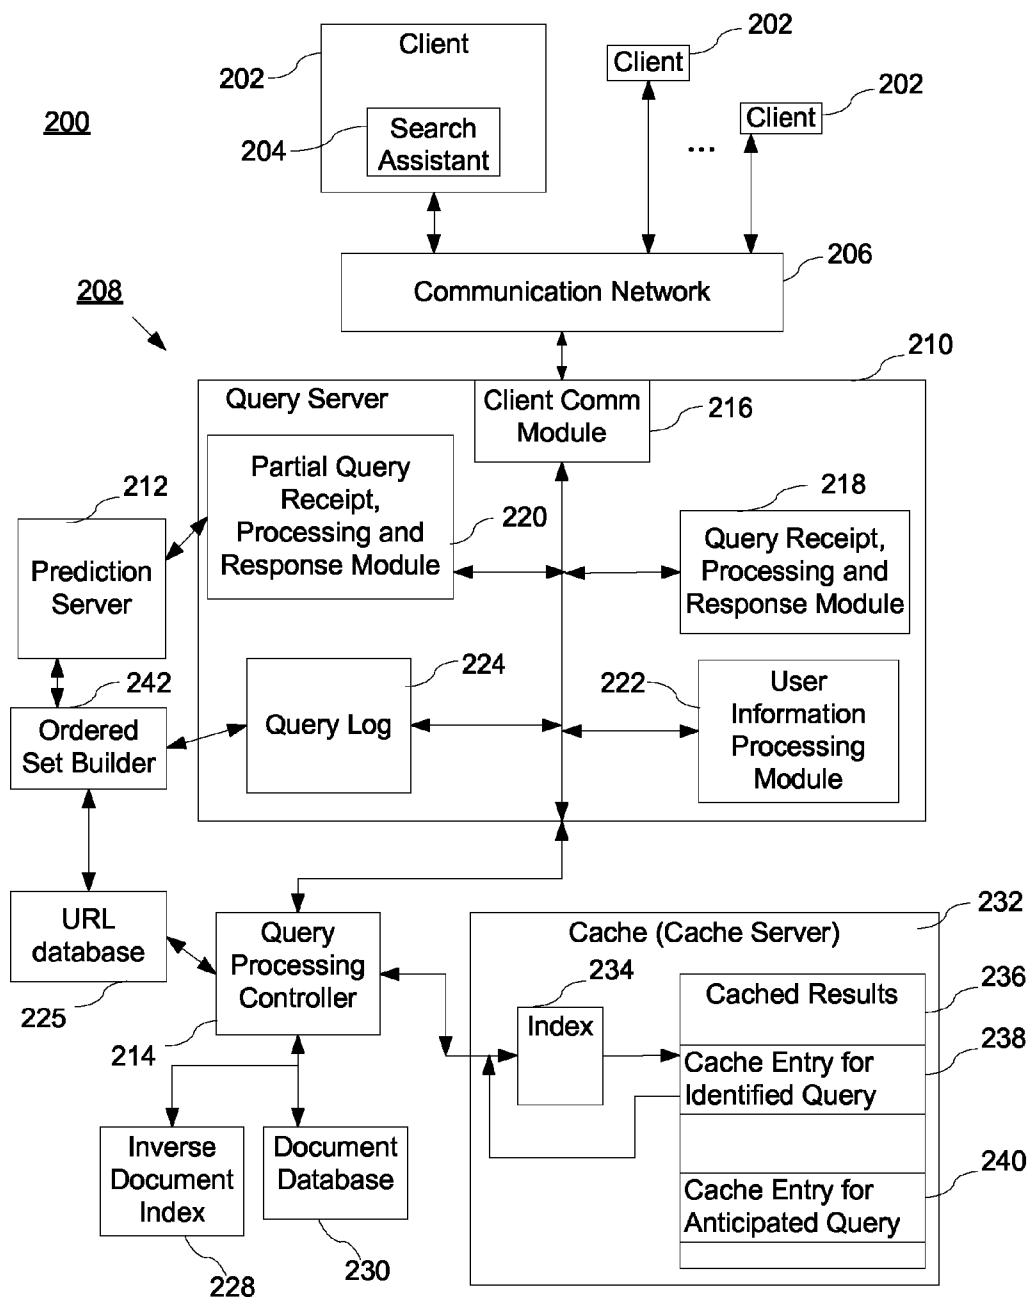 Client
202
Search
Assistant
204
202
Client
202
Client
...
200
206
Communication Network
208
210
Query Server
Client Comm
Module
216
Partial Query
Receipt,
Processing and
Response Module
220
212
Prediction
Server
218
Query Receipt,
Processing and
Response Module
242
Ordered
Set Builder
224
Query Log
222
User
Information
Processing
Module
URL
database
225
Query
Processing
Controller
214
232
Cache (Cache Server)
234
Index
236
Cached Results
238
Cache Entry for
Identified Query
240
Cache Entry for
Anticipated Query
Inverse
Document
Index
228
Document
Database
230